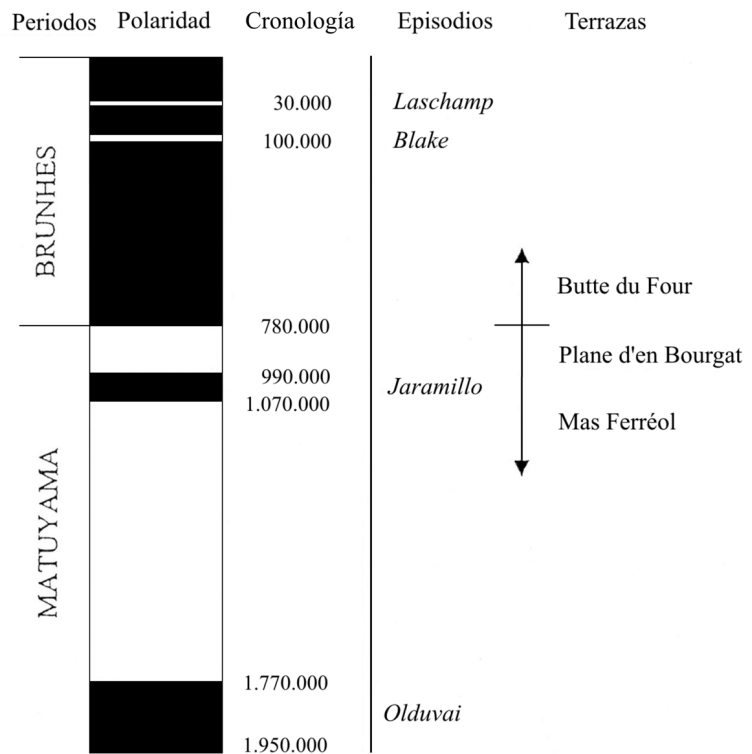 Periodos Polaridad Cronología Episodios Terrazas
30.000 Laschamp
100.000 Blake
BRUNHES
Butte du Four
780.000
Plane d'en Bourgat
990.000
Jaramillo
1.070.000
Mas Ferréol
MATUYAMA
1.770.000
Olduvai
1.950.000